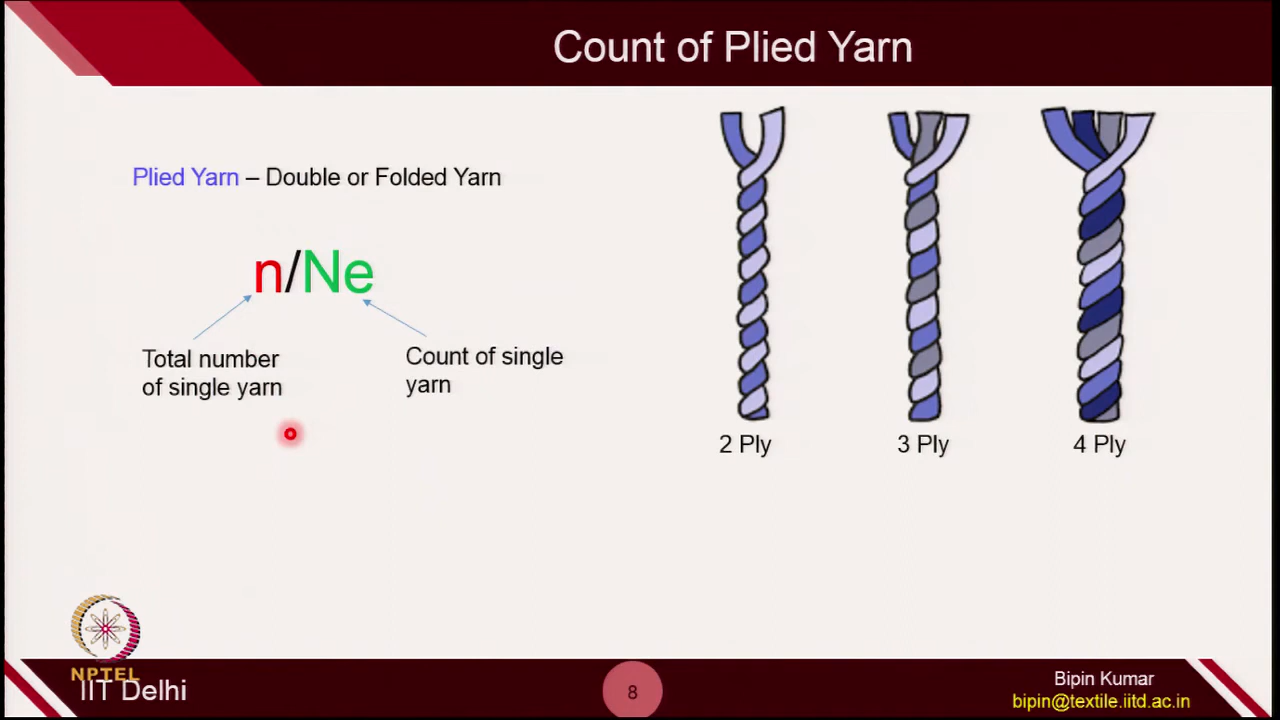 Count of Plied Yarn
Plied Yarn – Double or Folded Yarn
n/Ne
Total number
of single yarn
Count of single
yarn
2 Ply
3 Ply
4 Ply
NPTEL
IIT Delhi
8
Bipin Kumar
bipin@textile.iitd.ac.in